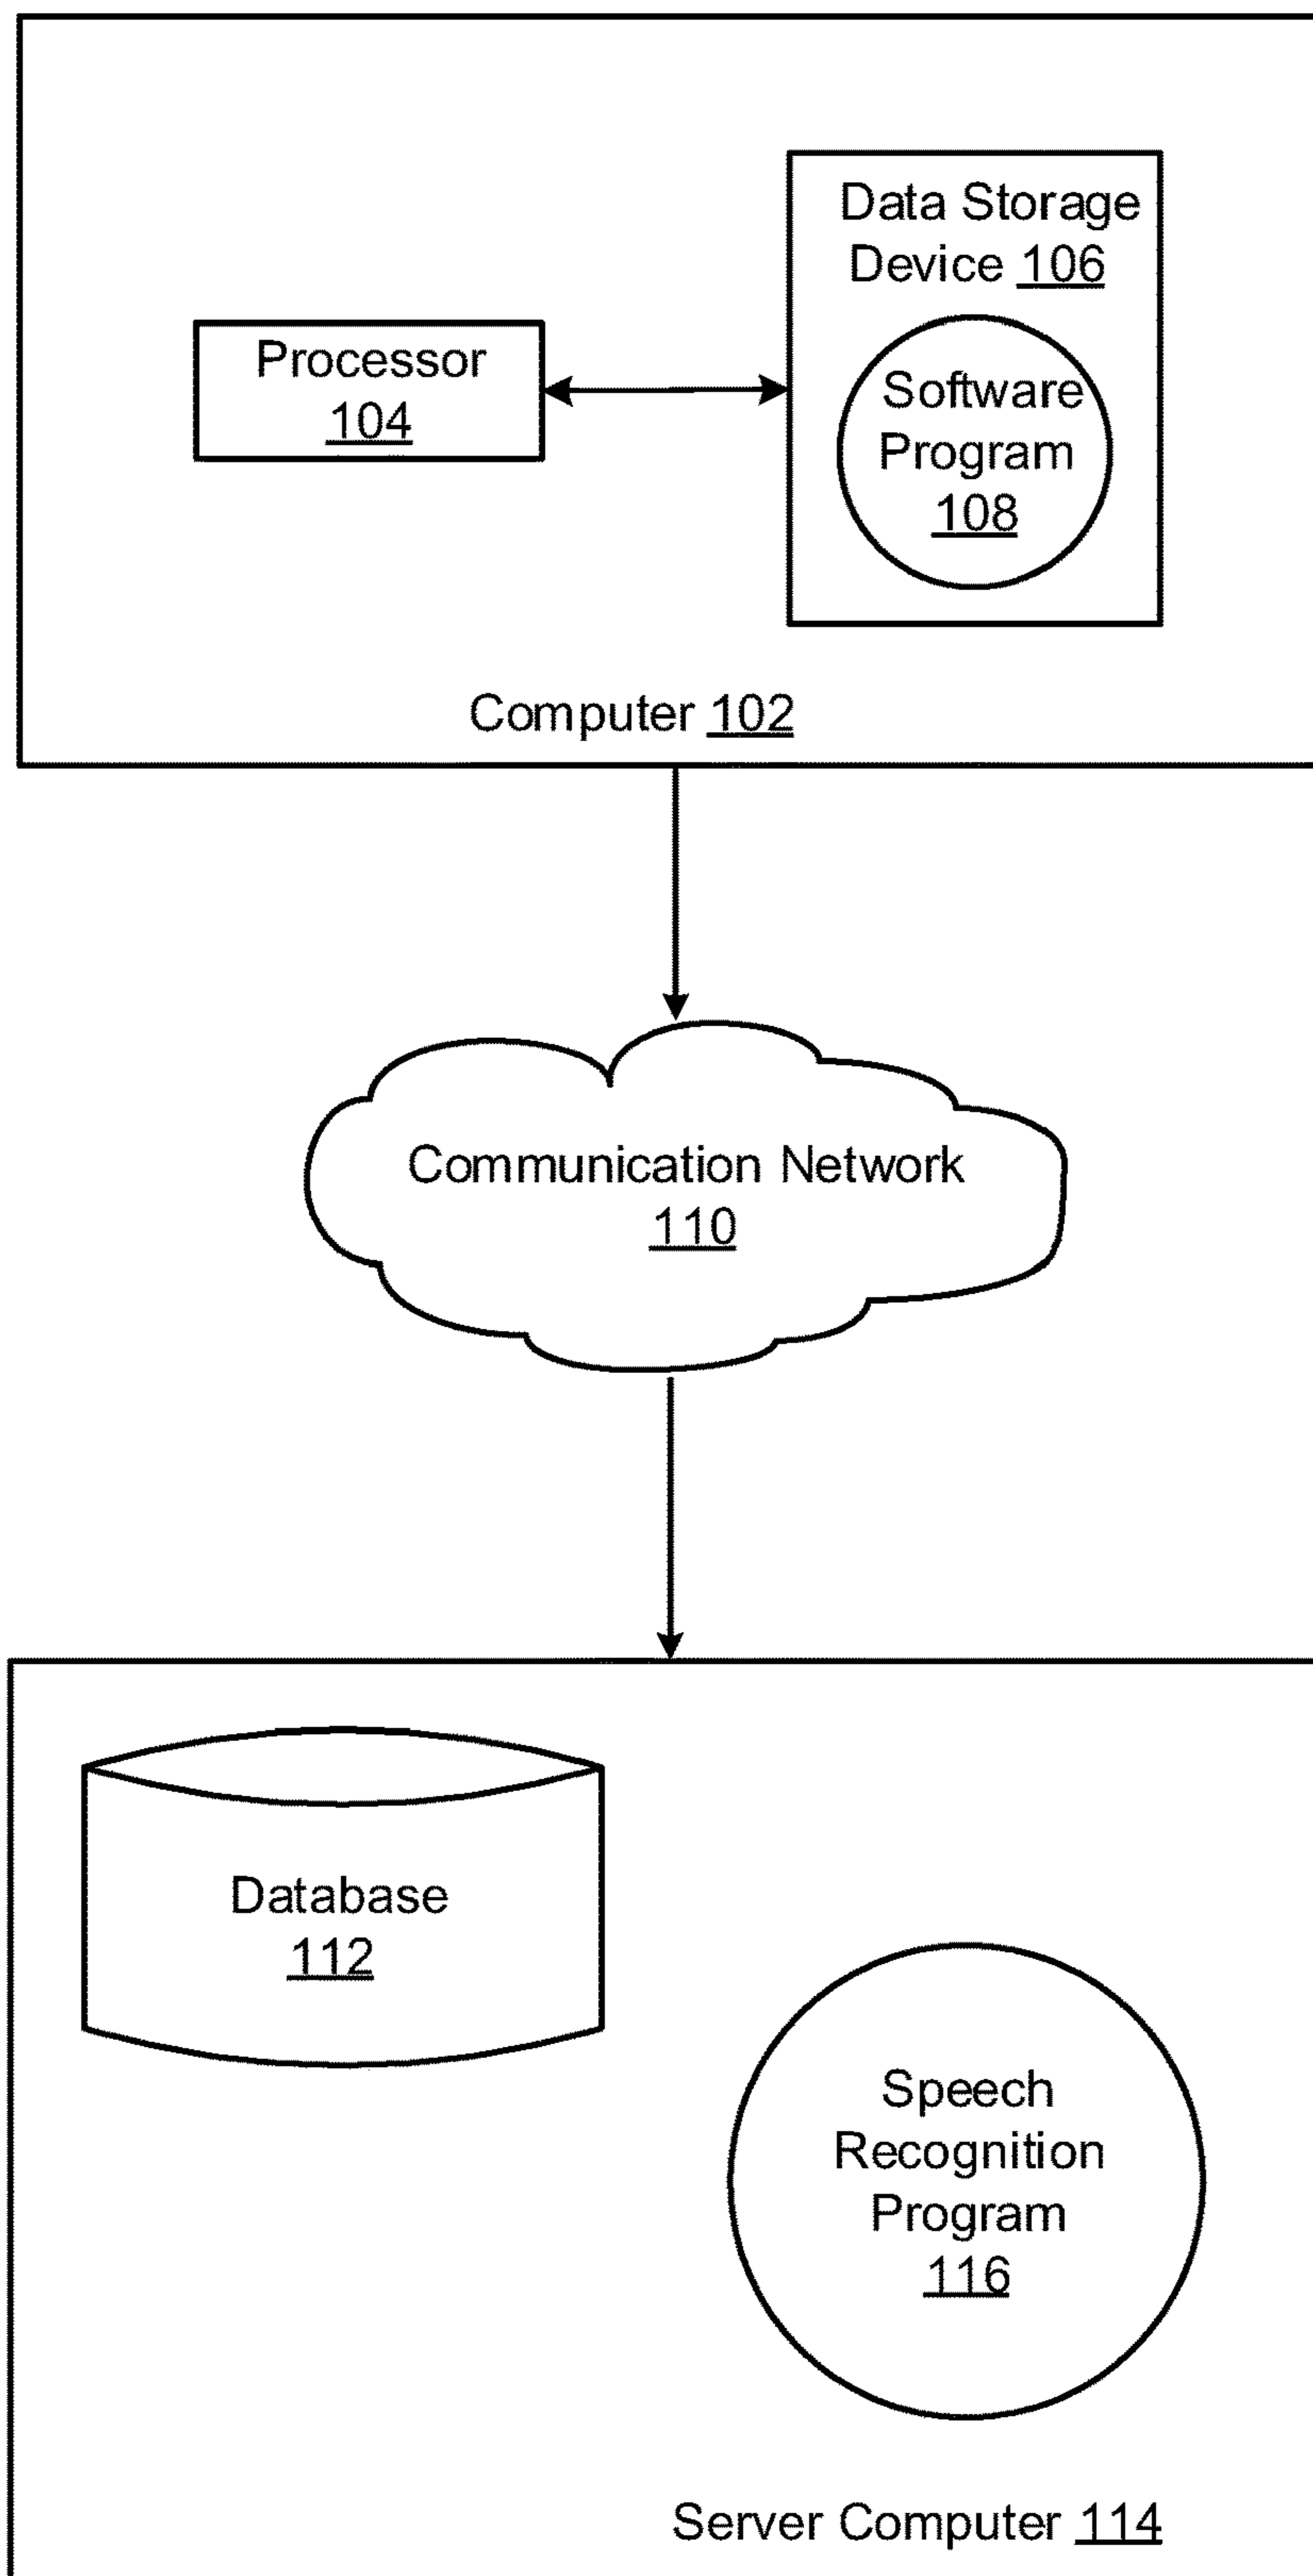 Data Storage
Device 106
Processor
104
Software
Program
108
Computer 102
Communication Network
110
Database
112
Speech
Recognition
Program
116
Server Computer 114